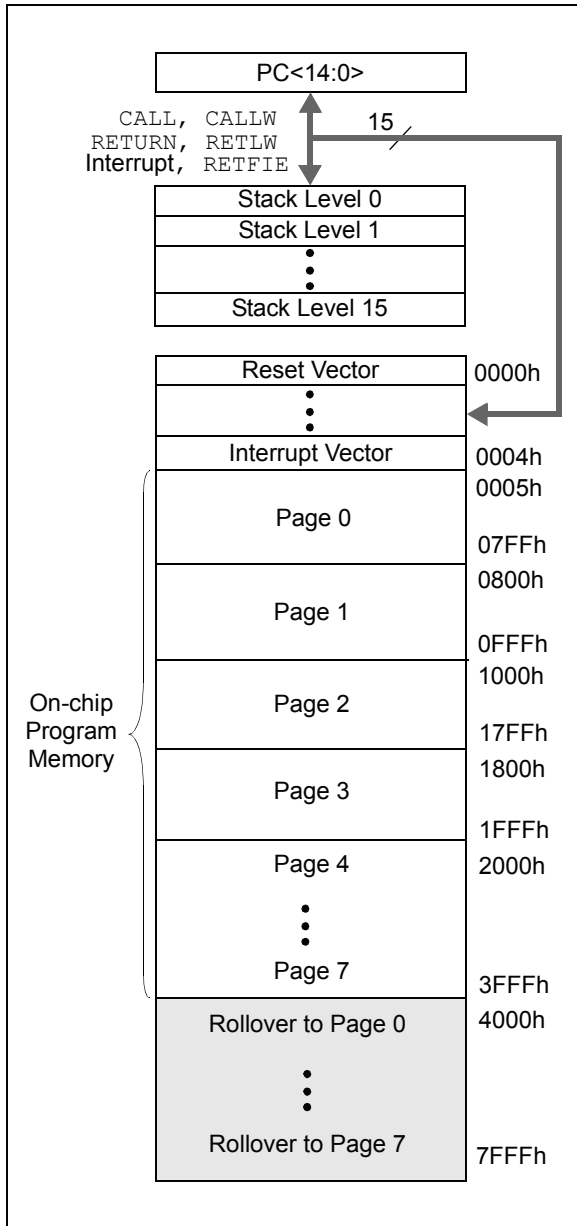 PC<14:0>
CALL, CALLW
RETURN, RETLW
Interrupt, RETFIE
15
Stack Level 0
Stack Level 1
Stack Level 15
Reset Vector
0000h
Interrupt Vector
0004h
0005h
Page 0
07FFh
0800h
Page 1
0FFFh
1000h
Page 2
17FFh
1800h
Page 3
1FFFh
On-chip
Program
Memory
Page 4
2000h
Page 7
3FFFh
Rollover to Page 0
4000h
Rollover to Page 7
7FFFh